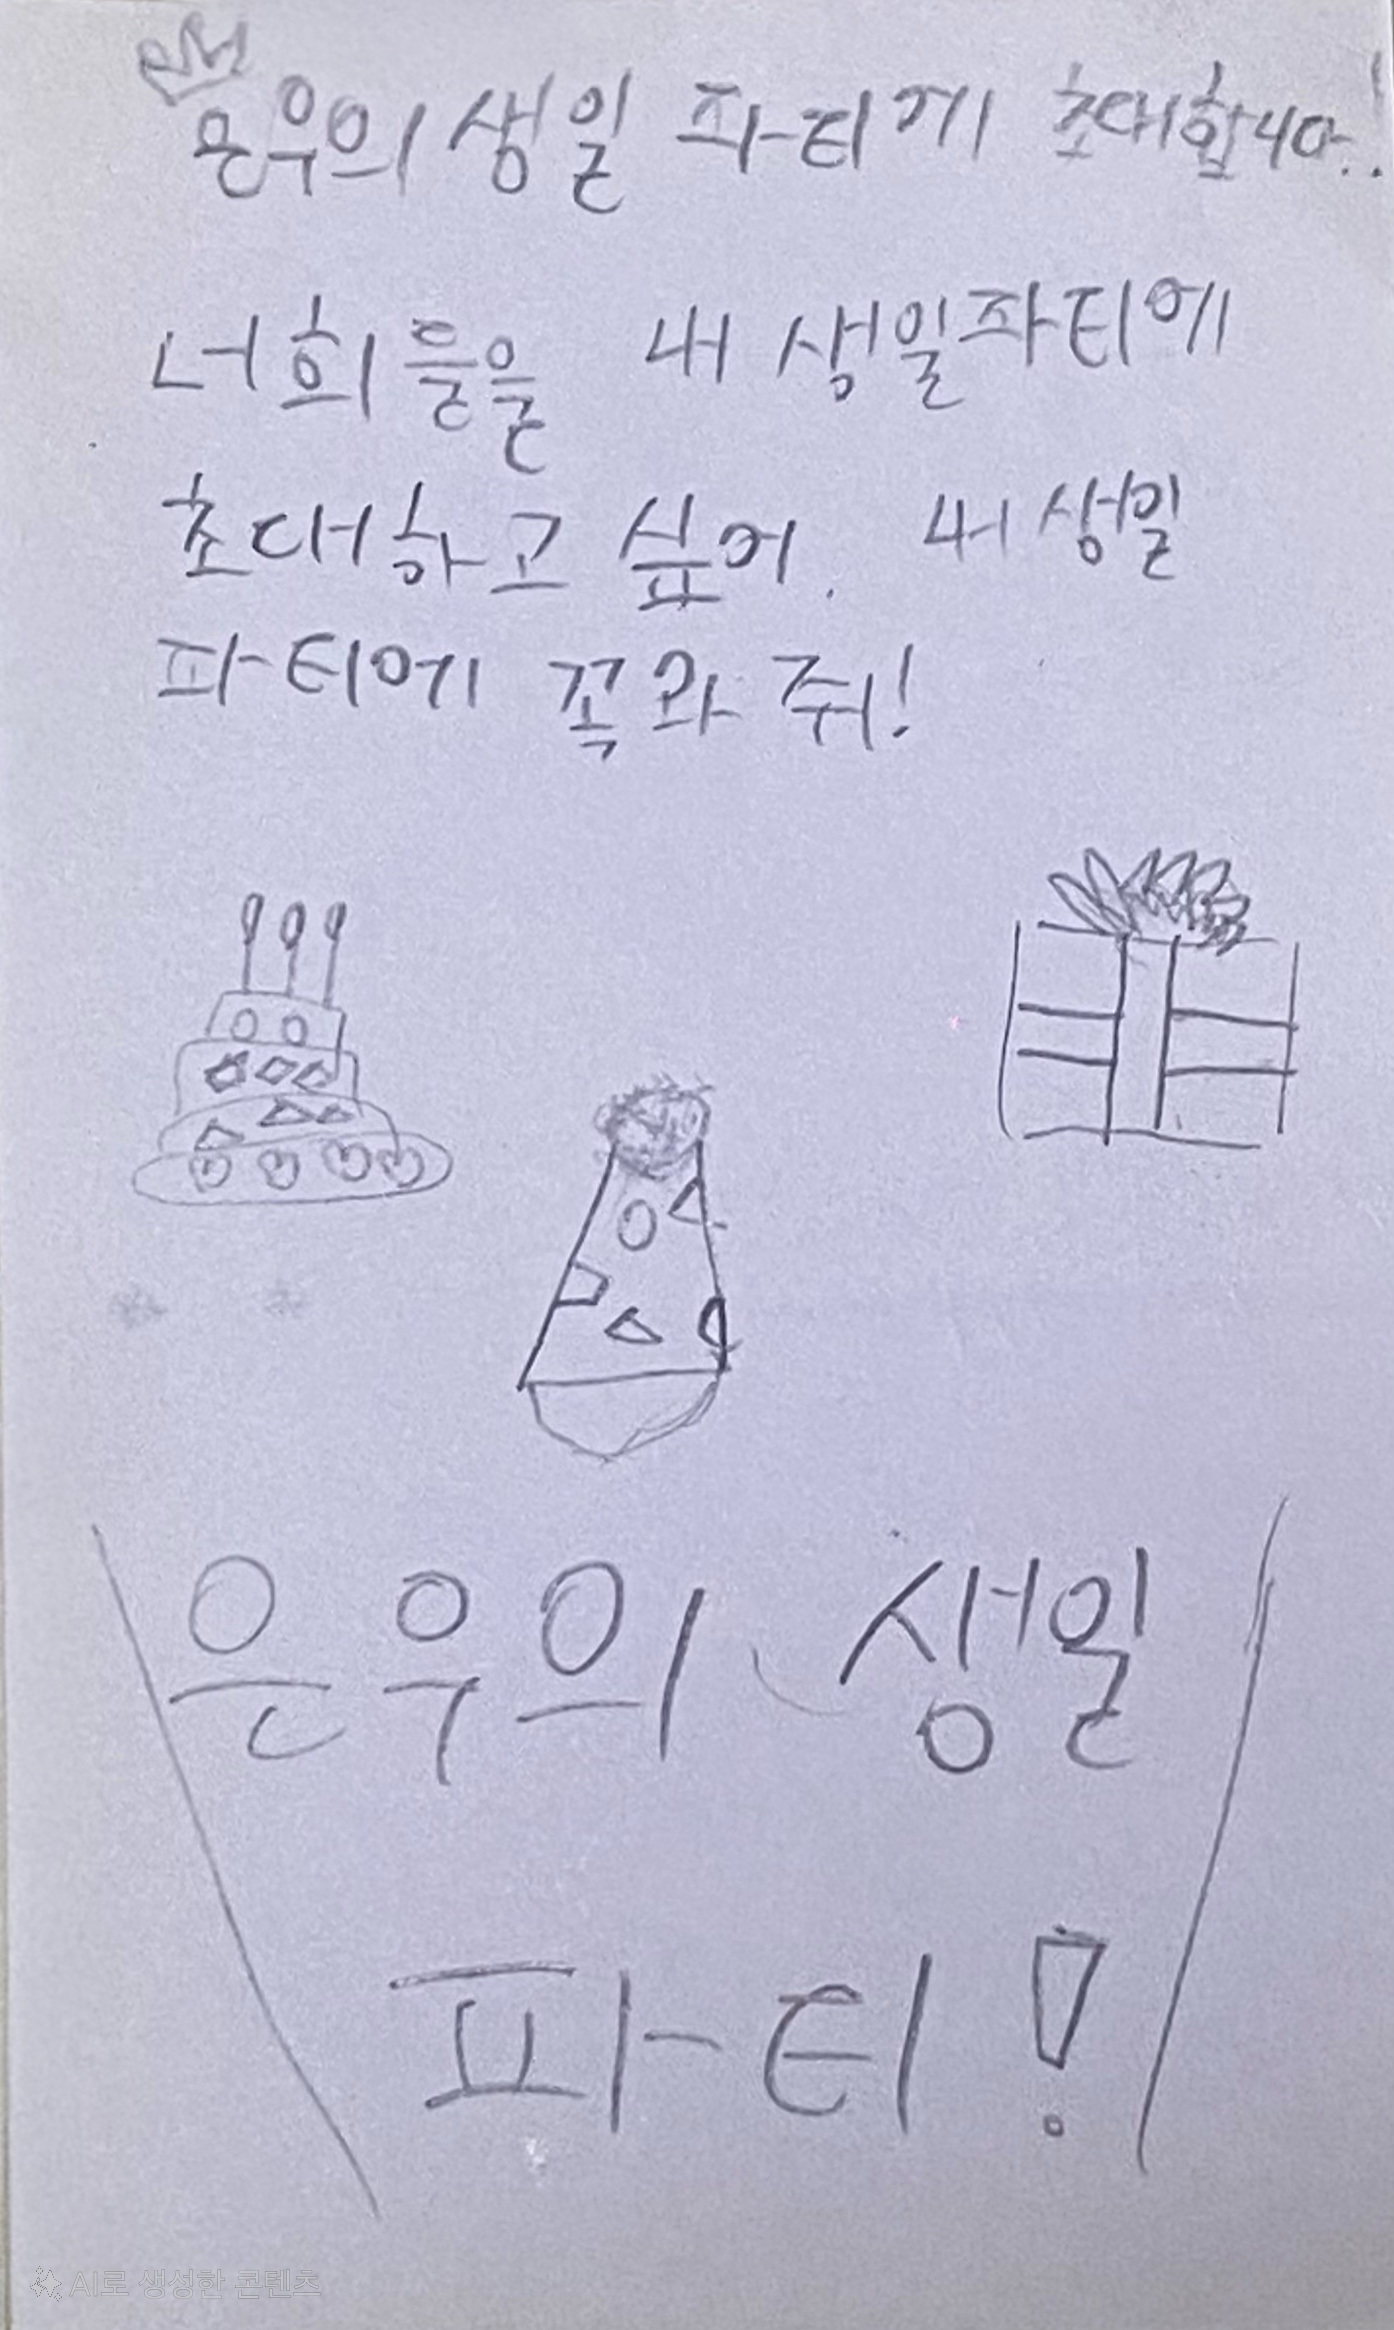 은우의 생일 파티에 초대합니다!
너희들을 내 생일파티에
초대하고 싶어. 내 생일
파티에 꼭 와 줘!
은우의 생일
파티!
AI로 생성한 콘텐츠